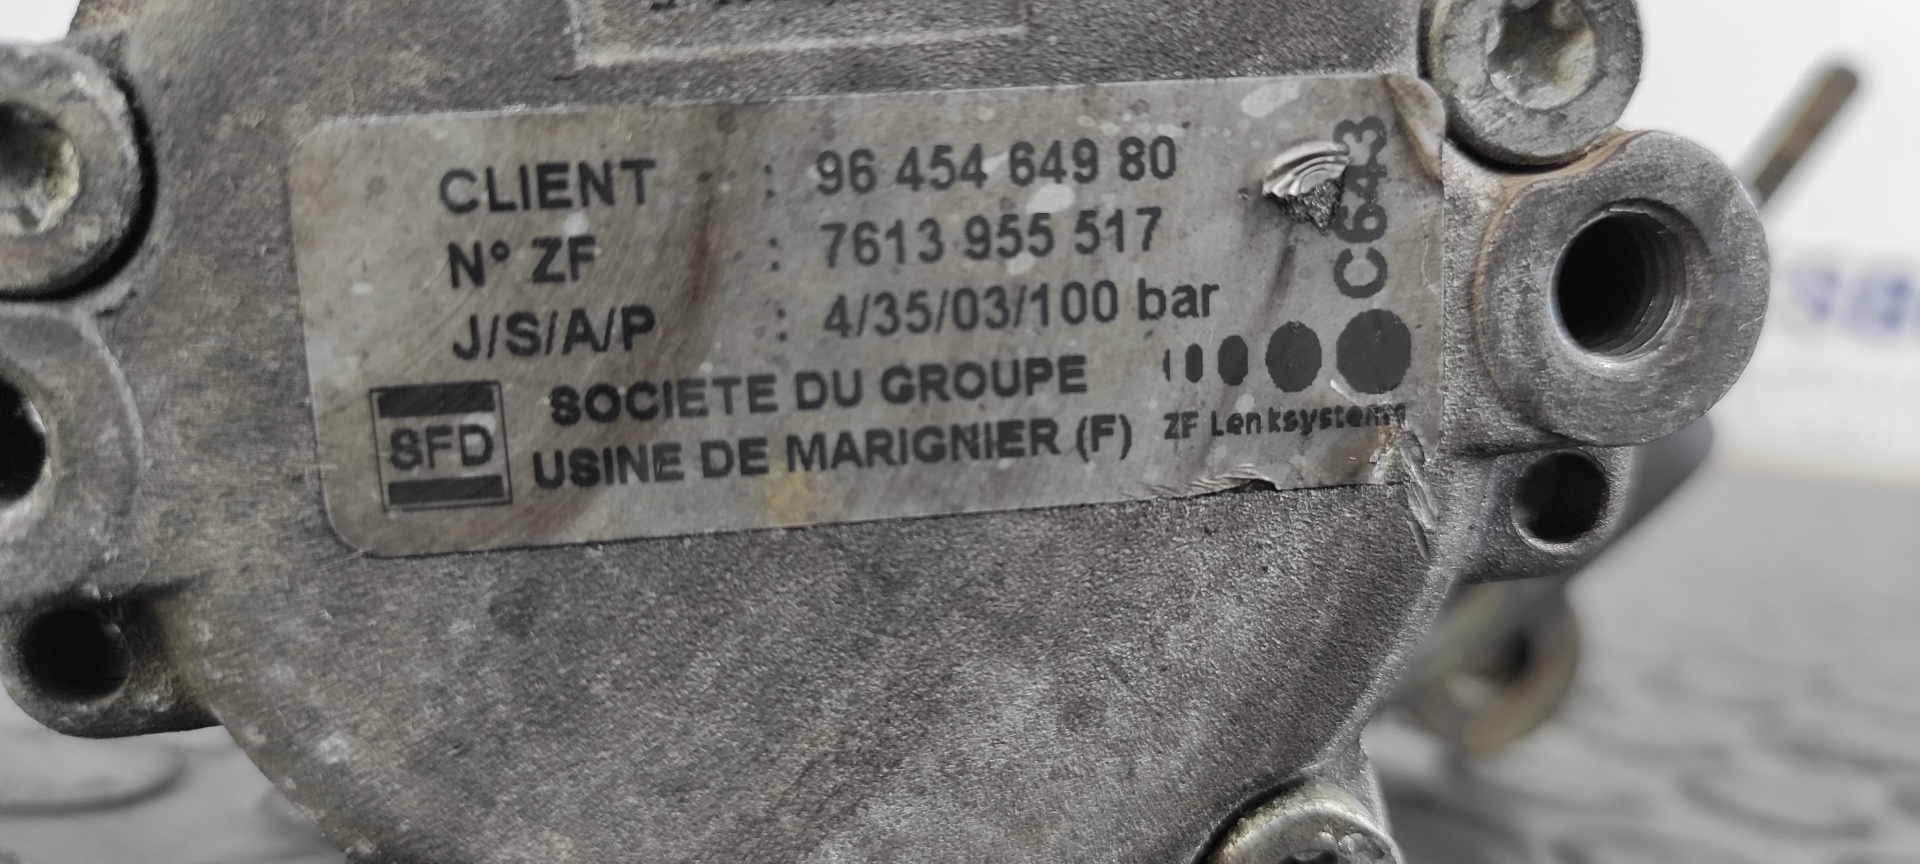 CLIENT : 96 454 649 80
N° ZF : 7613 955 517
J/S/A/P : 4/35/03/100 bar
C643
SFD
SOCIETE DU GROUPE
USINE DE MARIGNIER (F)
ZF Lenksysteme